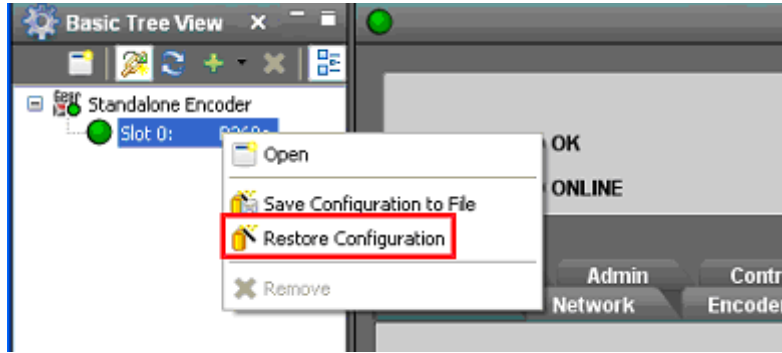 Basic Tree View
Standalone Encoder
Slot 0:
Open
Save Configuration to File
Restore Configuration
Remove
OK
ONLINE
Admin
Contr
Network
Encoder